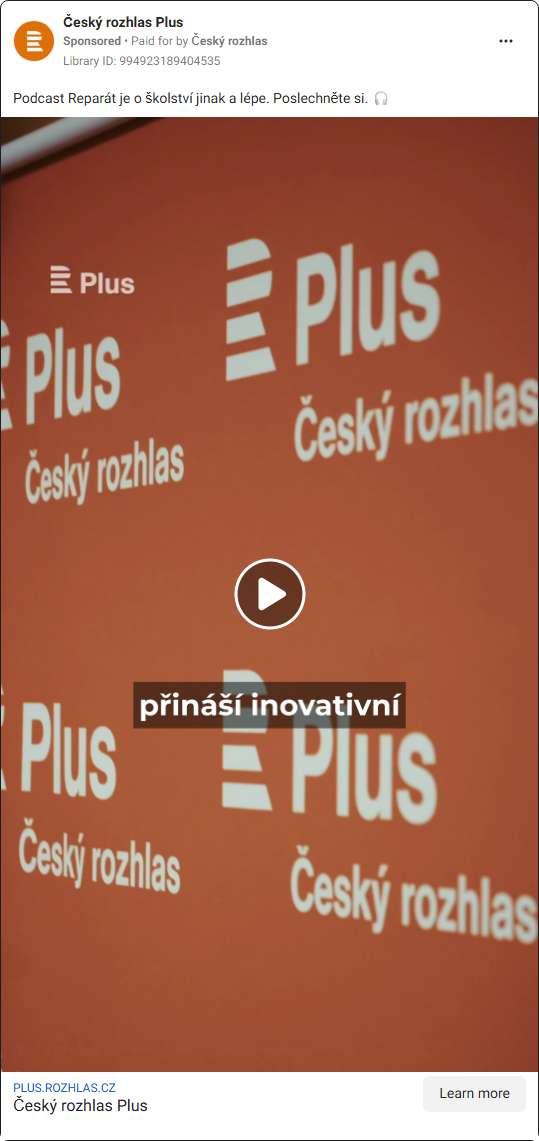 Český rozhlas Plus
Sponsored • Paid for by Český rozhlas
Library ID: 994923189404535
Podcast Reparát je o školství jinak a lépe. Poslechněte si. 🎧
Plus
Plus
Český rozhlas
Plus
Český rozhlas
přináší inovativní
Plus
Český rozhlas
Plus
Český rozhlas
PLUS.ROZHLAS.CZ
Český rozhlas Plus
Learn more